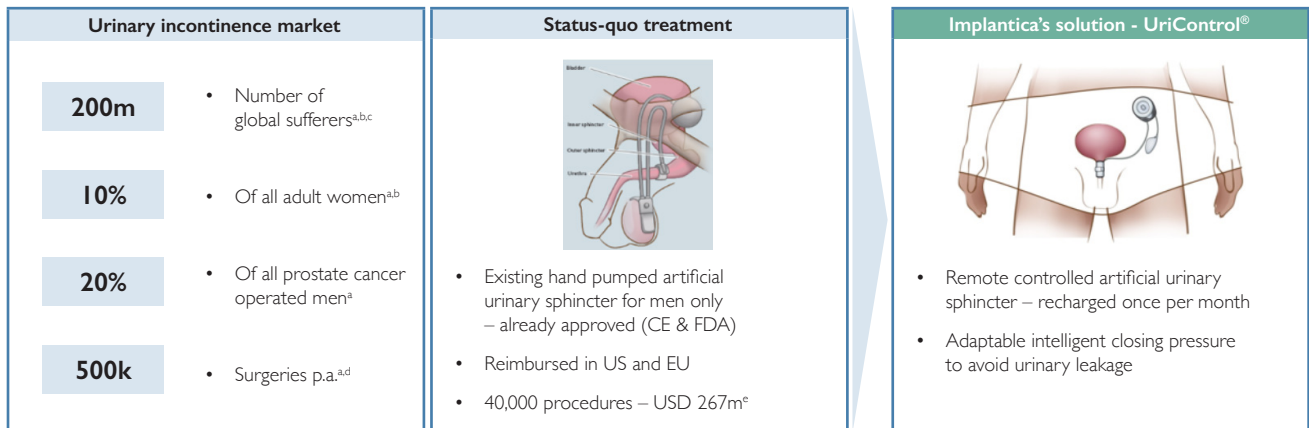 Urinary incontinence market
200m
• Number of
global sufferersᵃ,ᵇ,ᶜ
10%
• Of all adult womenᵃ,ᵇ
20%
• Of all prostate cancer
operated menᵃ
500k
• Surgeries p.a.ᵃ,ᵈ
Status-quo treatment
Bladder
Inner sphincter
Outer sphincter
Urethra
• Existing hand pumped artificial
urinary sphincter for men only
– already approved (CE & FDA)
• Reimbursed in US and EU
• 40,000 procedures – USD 267mᵉ
Implantica’s solution - UriControl®
• Remote controlled artificial urinary
sphincter – recharged once per month
• Adaptable intelligent closing pressure
to avoid urinary leakage